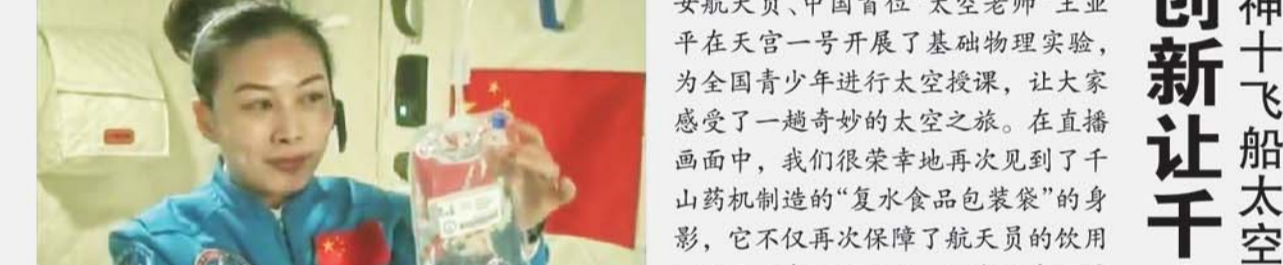 女航天员、中国首位“太空老师”王亚
平在天宫一号开展了基础物理实验，
为全国青少年进行太空授课，让大家
感受了一趟奇妙的太空之旅。在直播
画面中，我们很荣幸地再次见到了千
山药机制造的“复水食品包装袋”的身
影，它不仅再次保障了航天员的饮用
创新让千
神十飞船太空